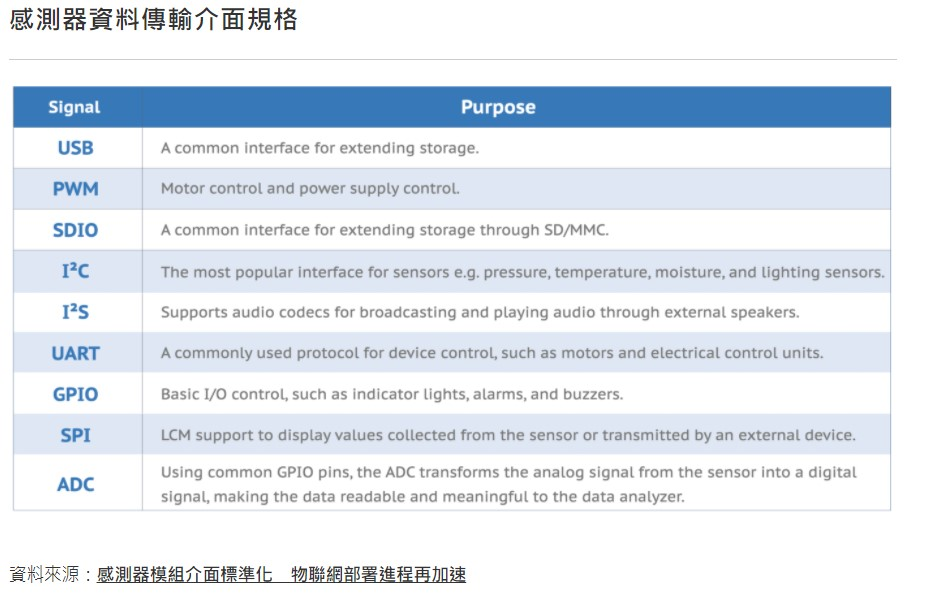 感測器資料傳輸介面規格
Signal Purpose
USB A common interface for extending storage.
PWM Motor control and power supply control.
SDIO A common interface for extending storage through SD/MMC.
I²C The most popular interface for sensors e.g. pressure, temperature, moisture, and lighting sensors.
I²S Supports audio codecs for broadcasting and playing audio through external speakers.
UART A commonly used protocol for device control, such as motors and electrical control units.
GPIO Basic I/O control, such as indicator lights, alarms, and buzzers.
SPI LCM support to display values collected from the sensor or transmitted by an external device.
ADC Using common GPIO pins, the ADC transforms the analog signal from the sensor into a digital
signal, making the data readable and meaningful to the data analyzer.
資料來源：感測器模組介面標準化　物聯網部署進程再加速